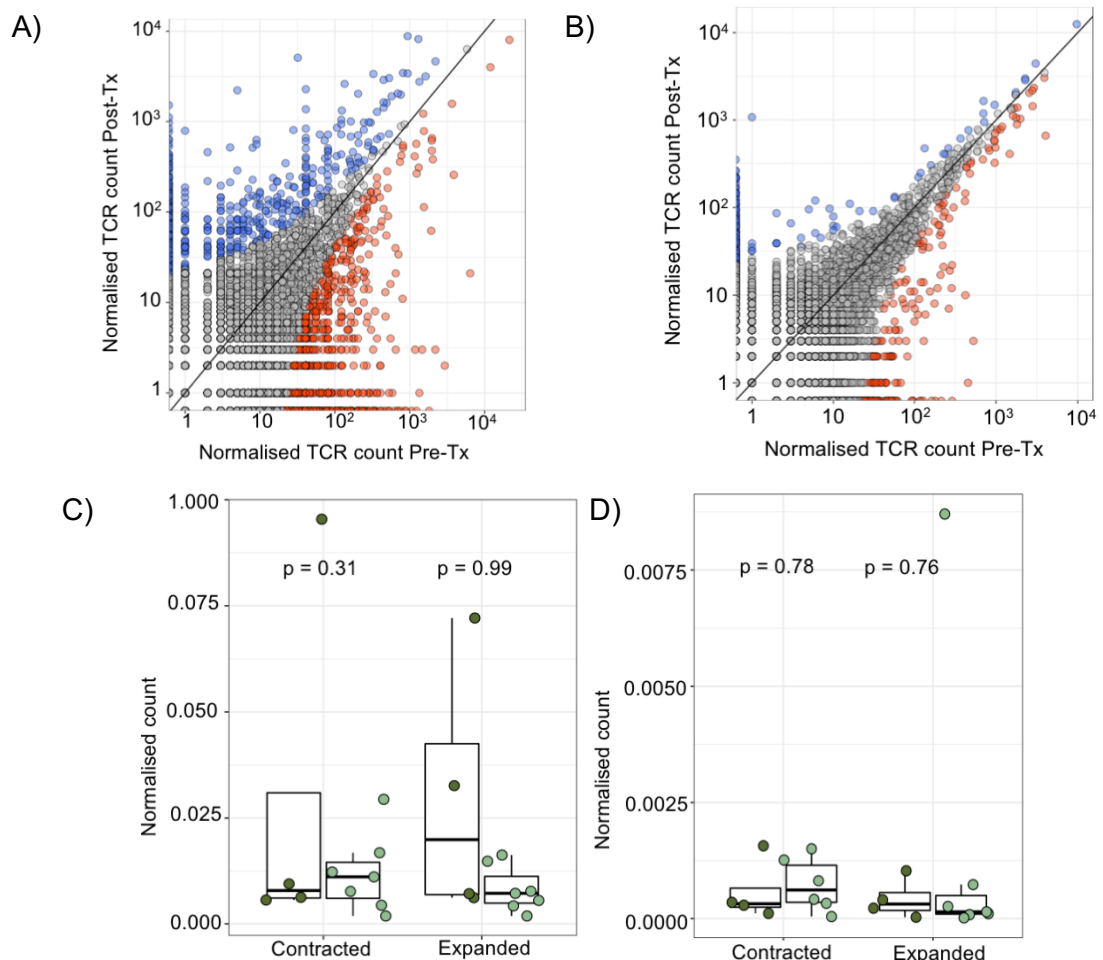 A)
Normalised TCR count Post-Tx
10⁴
10³
10²
10
1
1
10
10²
10³
10⁴
Normalised TCR count Pre-Tx
B)
Normalised TCR count Post-Tx
10⁴
10³
10²
10
1
1
10
10²
10³
10⁴
Normalised TCR count Pre-Tx
C)
Normalised count
1.000
0.075
0.050
0.025
0.000
p = 0.31
p = 0.99
Contracted
Expanded
D)
Normalised count
0.0075
0.0050
0.0025
0.0000
p = 0.78
p = 0.76
Contracted
Expanded